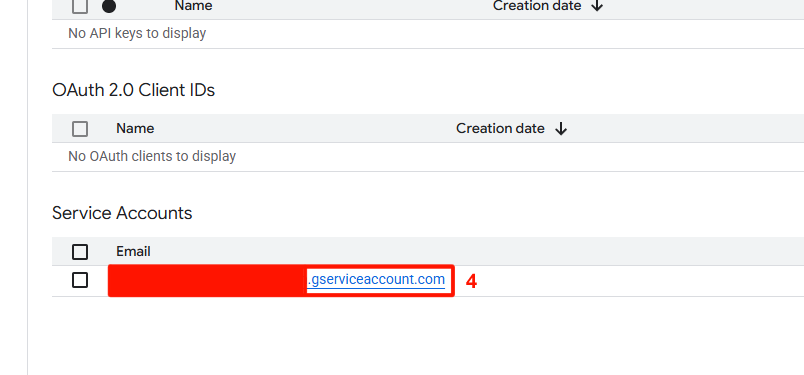 Name Creation date
No API keys to display
OAuth 2.0 Client IDs
Name Creation date
No OAuth clients to display
Service Accounts
Email
.gserviceaccount.com 4